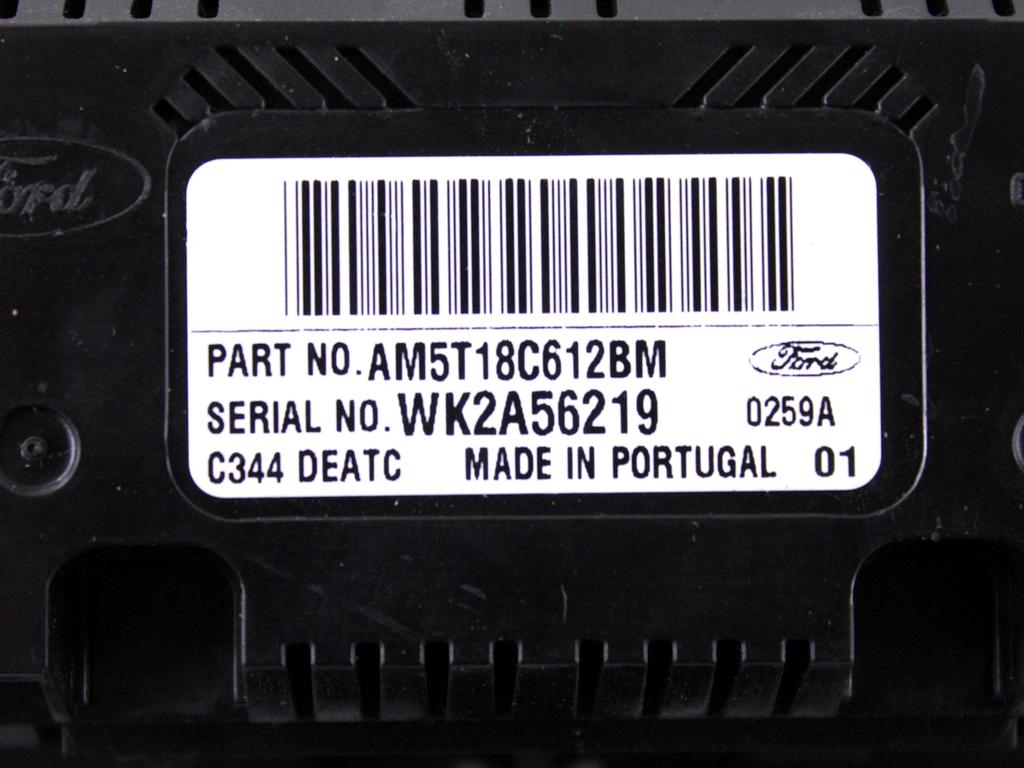 Ford
PART NO. AM5T18C612BM Ford
SERIAL NO. WK2A56219 0259A
C344 DEATC MADE IN PORTUGAL 01